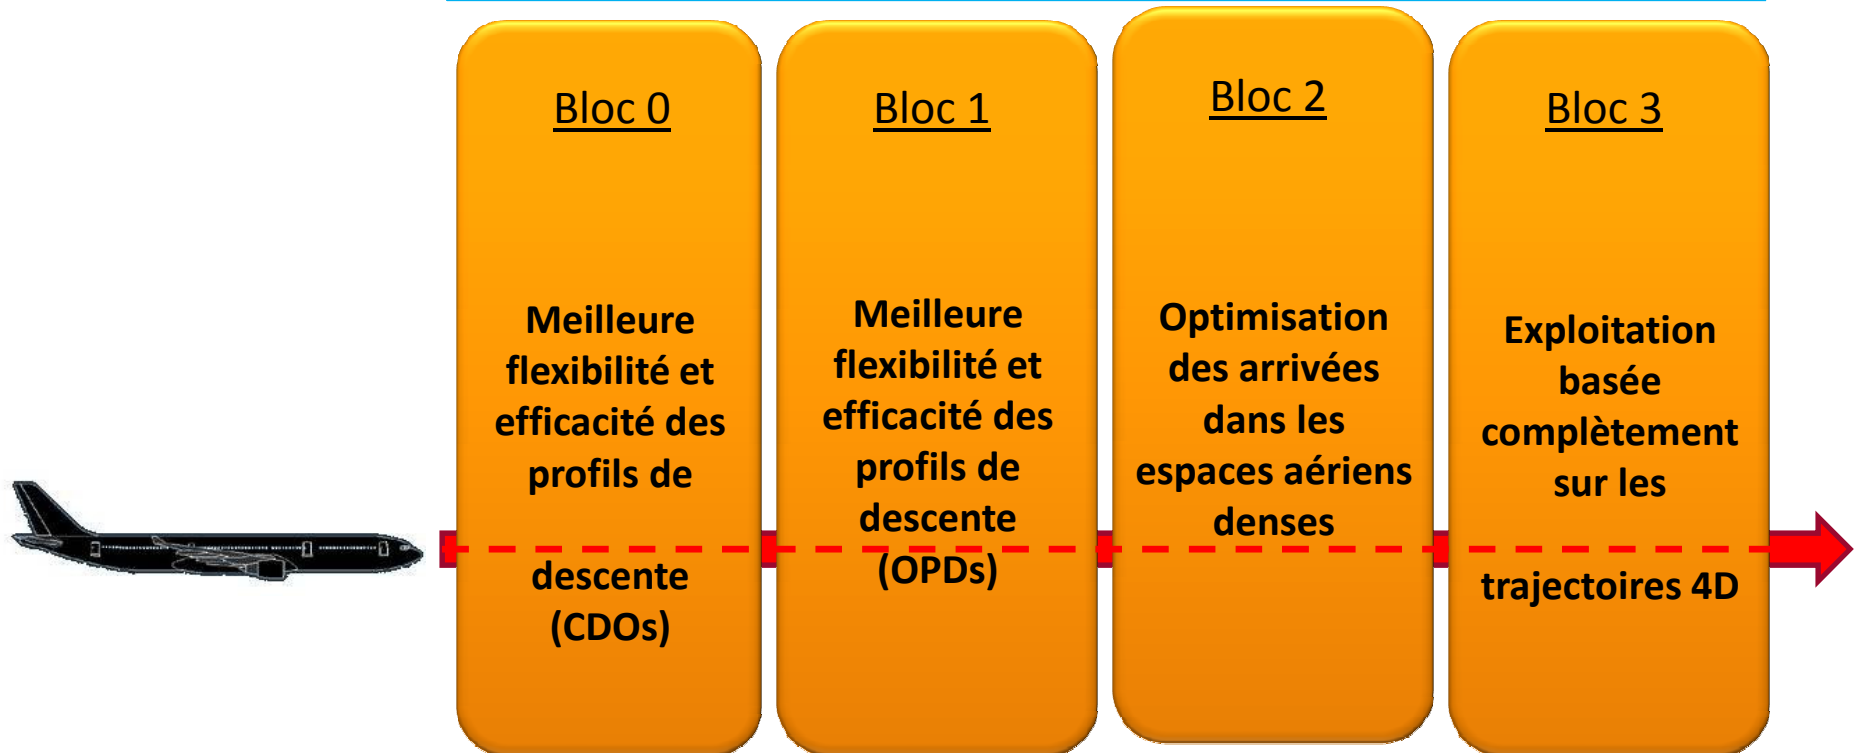 Bloc 0
Meilleure
flexibilité et
efficacité des
profils de
descente
(CDOs)
Bloc 1
Meilleure
flexibilité et
efficacité des
profils de
descente
(OPDs)
Bloc 2
Optimisation
des arrivées
dans les
espaces aériens
denses
Bloc 3
Exploitation
basée
complètement
sur les
trajectoires 4D